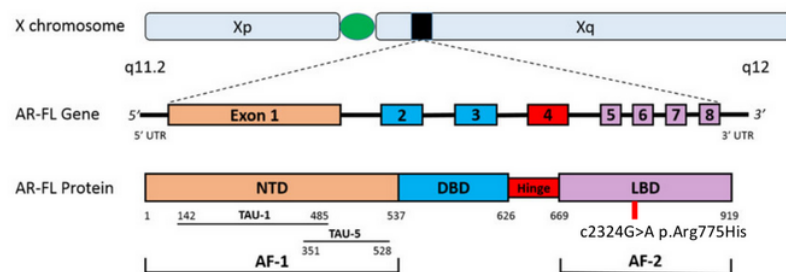 X chromosome Xp Xq
q11.2 q12
AR-FL Gene 5' Exon 1 2 3 4 5 6 7 8 3'
5' UTR 3' UTR
AR-FL Protein NTD DBD Hinge LBD
1 142 TAU-1 485 537 626 669 919
TAU-5
351 528
c2324G>A p.Arg775His
AF-1 AF-2